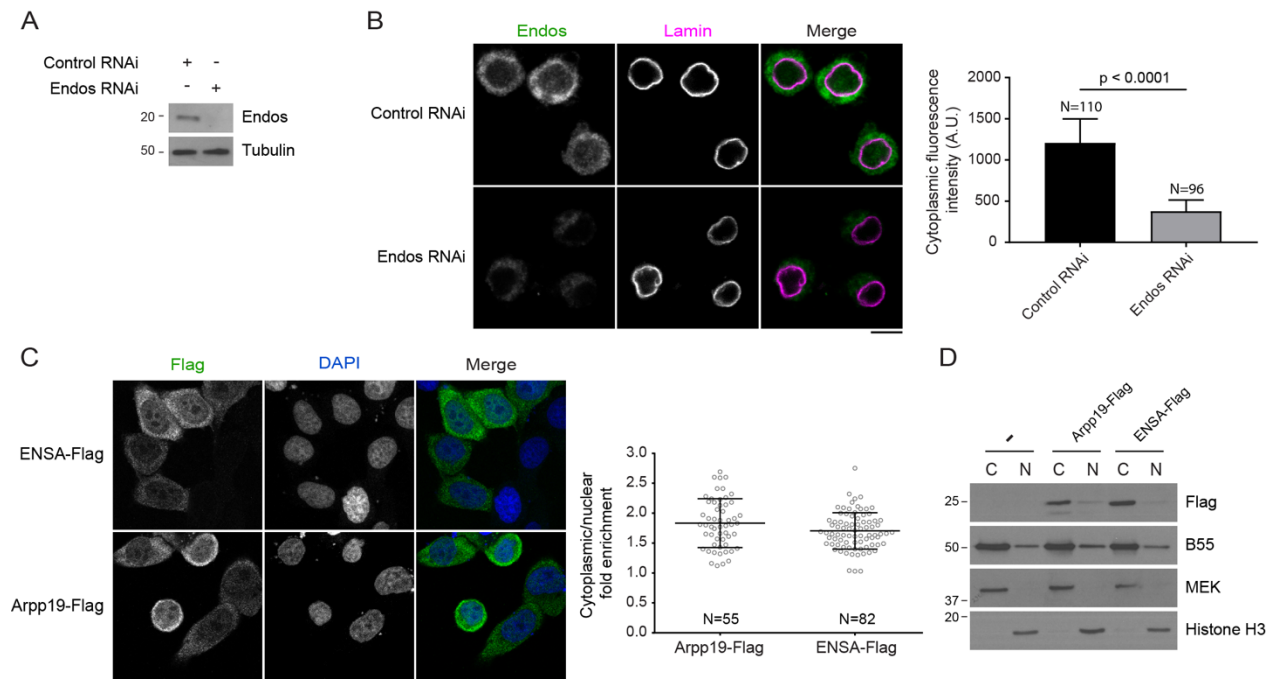 A
Control RNAi + -
Endos RNAi - +
20 Endos
50 Tubulin
B
Endos Lamin Merge
Control RNAi
Endos RNAi
Cytoplasmic fluorescence
intensity (A.U.)
2000
1500
1000
500
0
p < 0.0001
N=110
N=96
Control RNAi
Endos RNAi
C
Flag DAPI Merge
ENSA-Flag
Arpp19-Flag
Cytoplasmic/nuclear
fold enrichment
3.0
2.5
2.0
1.5
1.0
0.5
0.0
N=55 N=82
Arpp19-Flag ENSA-Flag
D
- Arpp19-Flag ENSA-Flag
C N C N C N
25 Flag
50 B55
37 MEK
20 Histone H3